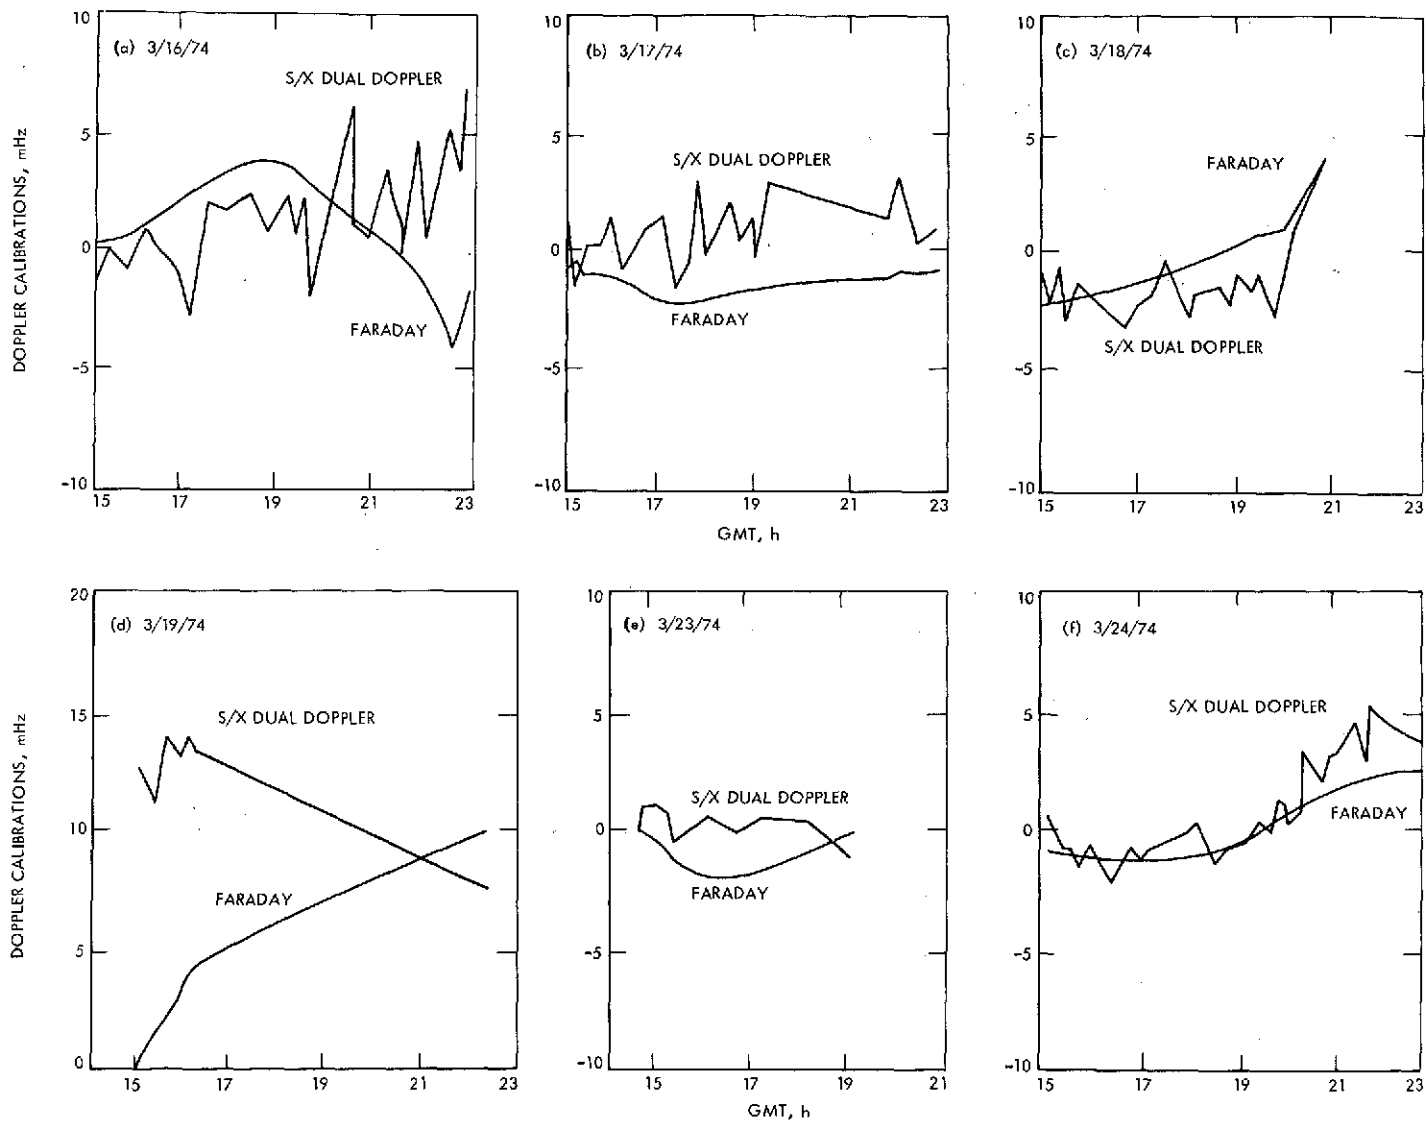 10
(a) 3/16/74
S/X DUAL DOPPLER
5
0
FARADAY
-5
-10
15 17 19 21 23
DOPPLER CALIBRATIONS, mHz
10
(b) 3/17/74
5
S/X DUAL DOPPLER
0
FARADAY
-5
-10
15 17 19 21 23
GMT, h
10
(c) 3/18/74
5
FARADAY
0
S/X DUAL DOPPLER
-5
-10
15 17 19 21 23
20
(d) 3/19/74
15
S/X DUAL DOPPLER
10
FARADAY
5
0
15 17 19 21 23
DOPPLER CALIBRATIONS, mHz
10
(e) 3/23/74
5
S/X DUAL DOPPLER
0
FARADAY
-5
-10
15 17 19 21
GMT, h
10
(f) 3/24/74
S/X DUAL DOPPLER
5
FARADAY
0
-5
-10
15 17 19 21 23